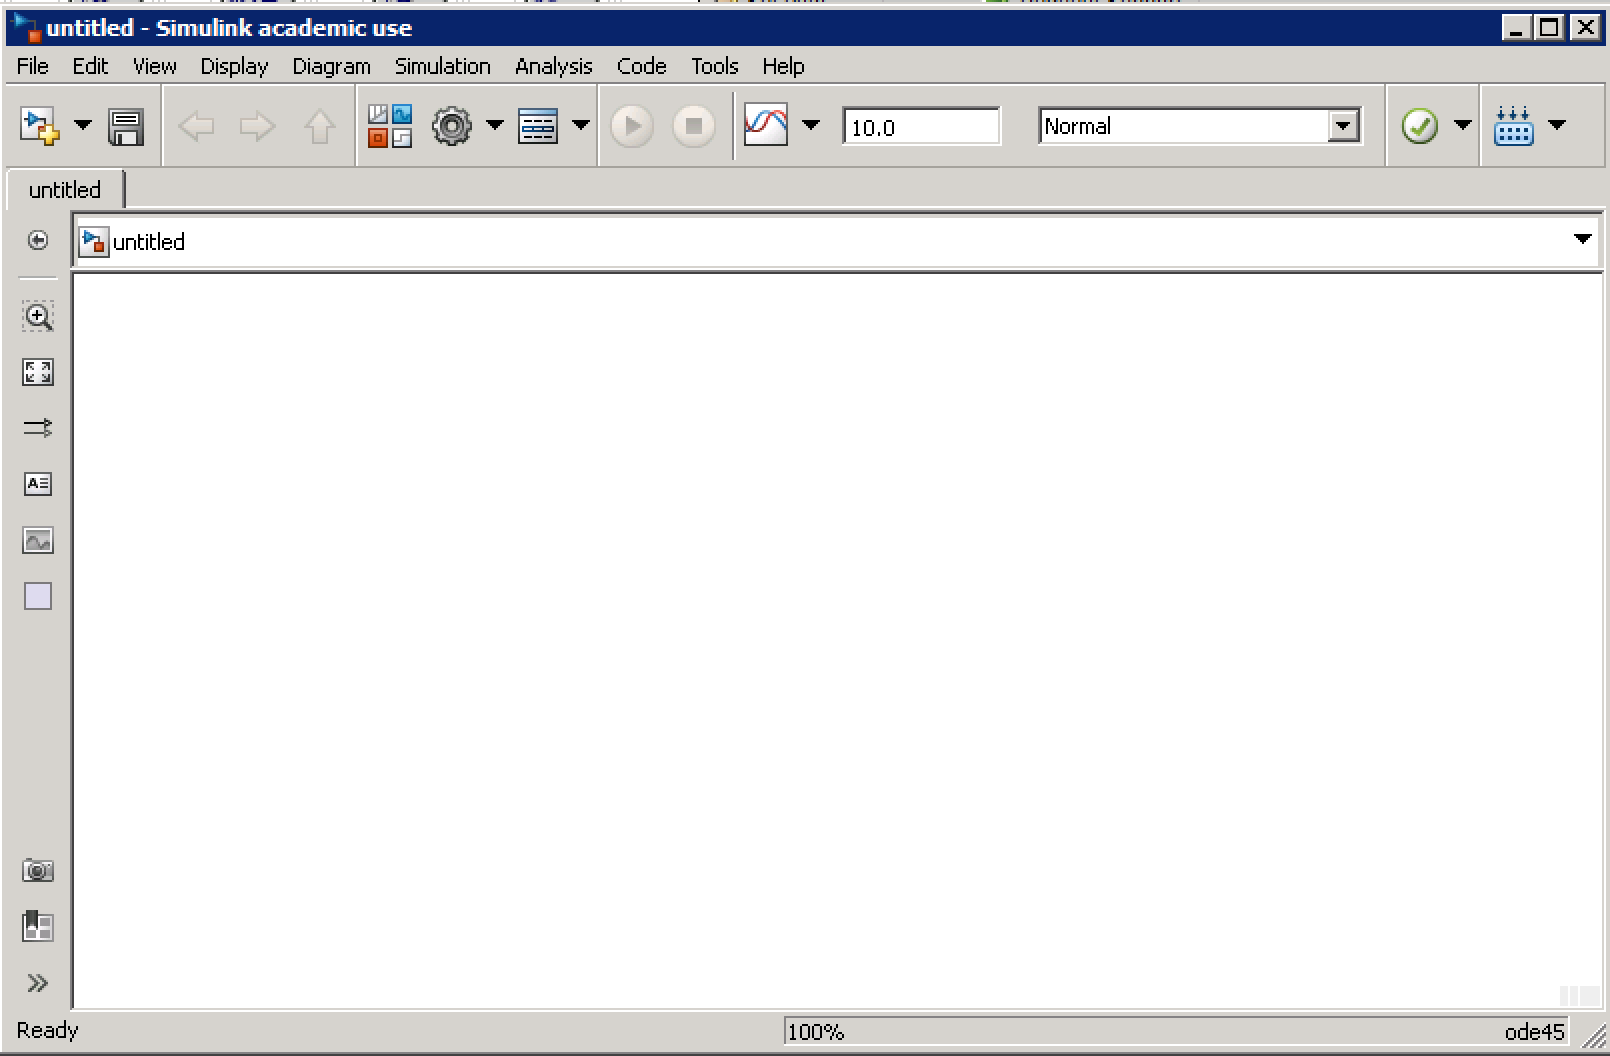 untitled - Simulink academic use
File Edit View Display Diagram Simulation Analysis Code Tools Help
10.0 Normal
untitled
untitled
Ready 100% ode45